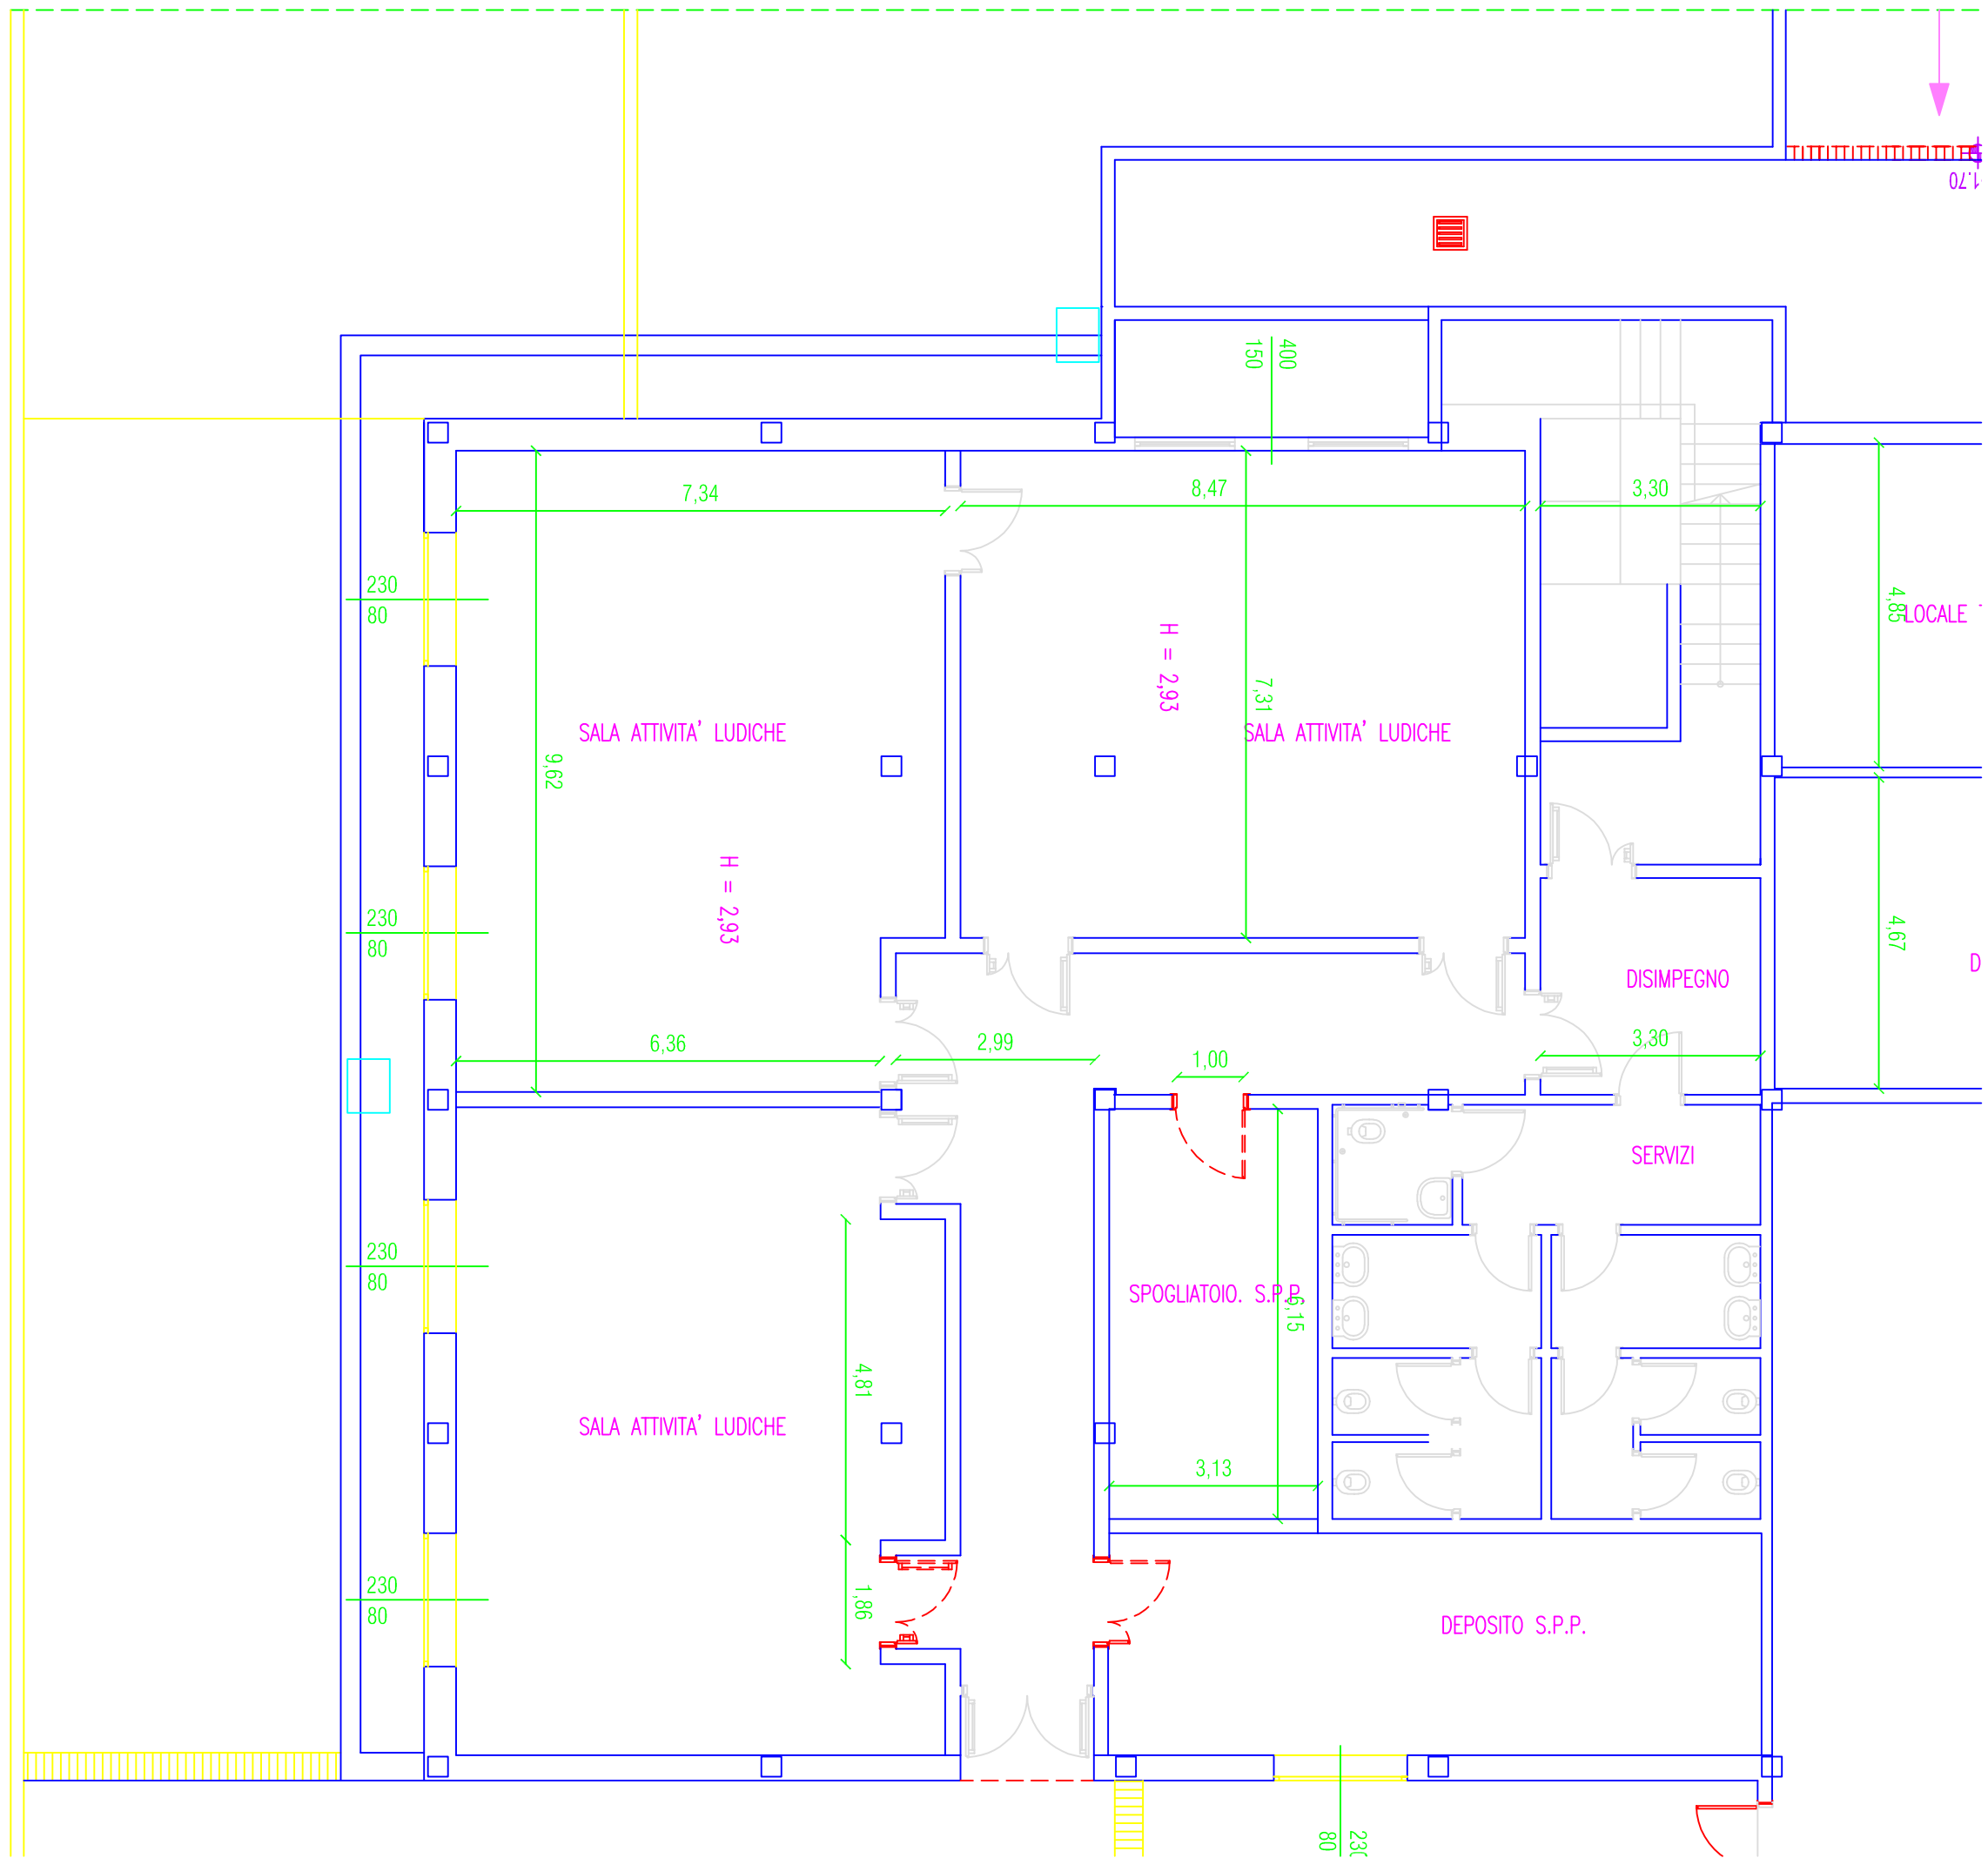 1.70
150
400
7,34
8,47
3,30
230
80
4,85
LOCALE
H = 2,93
7,31
SALA ATTIVITA' LUDICHE
SALA ATTIVITA' LUDICHE
9,62
H = 2,93
230
80
4,67
D
DISIMPEGNO
6,36
2,99
1,00
3,30
SERVIZI
230
80
SPOGLIATOIO. S.P.P.
6,15
4,81
SALA ATTIVITA' LUDICHE
3,13
230
80
1,86
DEPOSITO S.P.P.
80
230